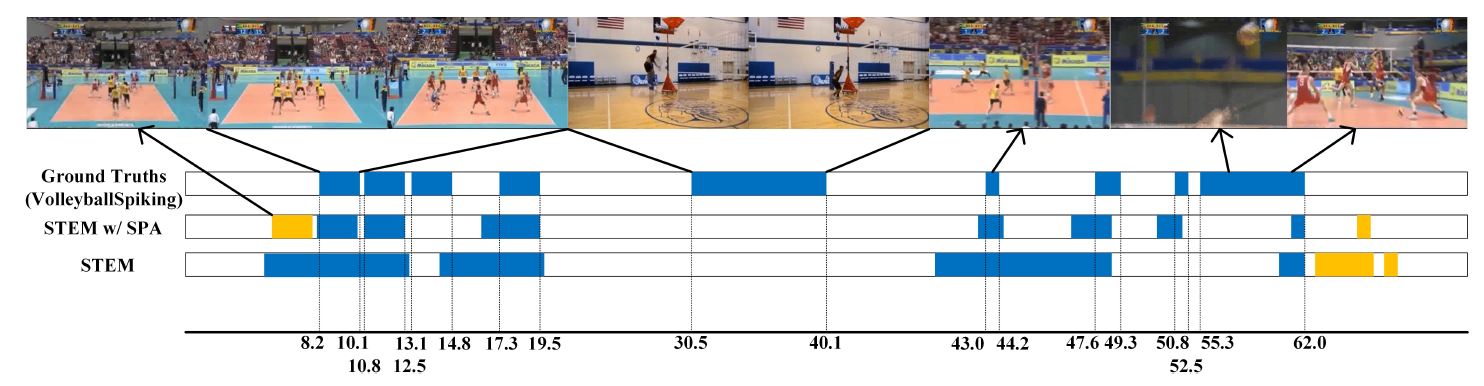 Ground Truths
(VolleyballSpiking)
STEM w/ SPA
STEM
8.2 10.1 13.1 14.8 17.3 19.5 30.5 40.1 43.0 44.2 47.6 49.3 50.8 55.3 62.0
10.8 12.5 52.5